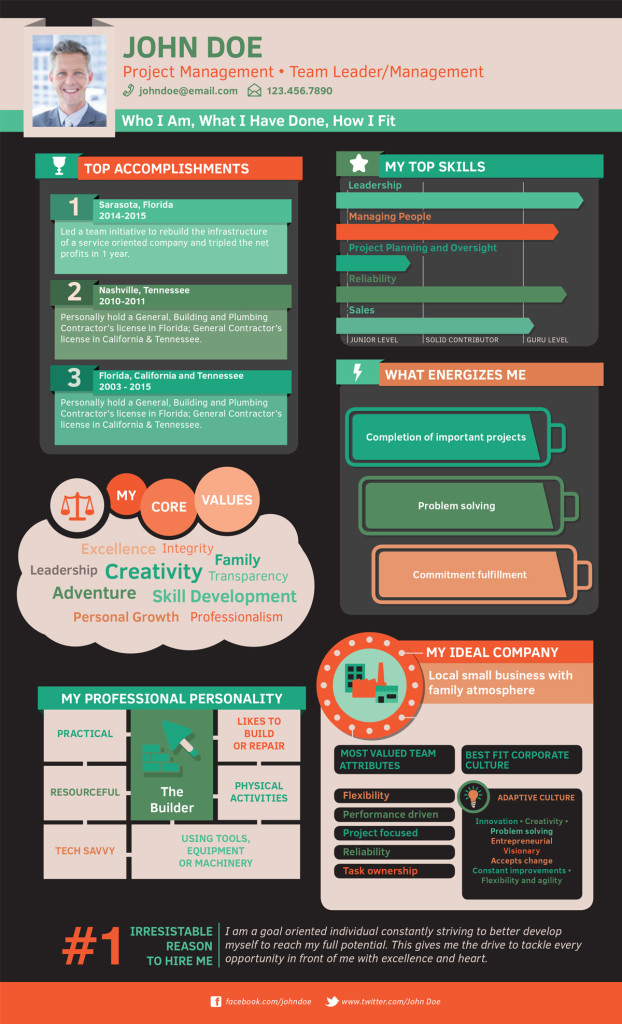 JOHN DOE
Project Management • Team Leader/Management
johndoe@email.com 123.456.7890
Who I Am, What I Have Done, How I Fit
TOP ACCOMPLISHMENTS
1 Sarasota, Florida
2014-2015
Led a team initiative to rebuild the infrastructure
of a service oriented company and tripled the net
profits in 1 year.
2 Nashville, Tennessee
2010-2011
Personally hold a General, Building and Plumbing
Contractor's license in Florida; General Contractor's
license in California & Tennessee.
3 Florida, California and Tennessee
2003 - 2015
Personally hold a General, Building and Plumbing
Contractor's license in Florida; General Contractor's
license in California & Tennessee.
MY TOP SKILLS
Leadership
Managing People
Project Planning and Oversight
Reliability
Sales
JUNIOR LEVEL SOLID CONTRIBUTOR GURU LEVEL
WHAT ENERGIZES ME
Completion of important projects
Problem solving
Commitment fulfillment
MY CORE VALUES
Excellence Integrity
Family
Leadership Creativity Transparency
Adventure Skill Development
Personal Growth Professionalism
MY IDEAL COMPANY
Local small business with
family atmosphere
MOST VALUED TEAM
ATTRIBUTES
Flexibility
Performance driven
Project focused
Reliability
Task ownership
BEST FIT CORPORATE
CULTURE
ADAPTIVE CULTURE
Innovation • Creativity •
Problem solving
Entrepreneurial
Visionary
Accepts change
Constant improvements •
Flexibility and agility
MY PROFESSIONAL PERSONALITY
PRACTICAL
LIKES TO
BUILD
OR REPAIR
RESOURCEFUL
The
Builder
PHYSICAL
ACTIVITIES
TECH SAVVY
USING TOOLS,
EQUIPMENT
OR MACHINERY
#1 IRRESISTABLE
REASON
TO HIRE ME
I am a goal oriented individual constantly striving to better develop
myself to reach my full potential. This gives me the drive to tackle every
opportunity in front of me with excellence and heart.
facebook.com/johndoe www.twitter.com/John Doe